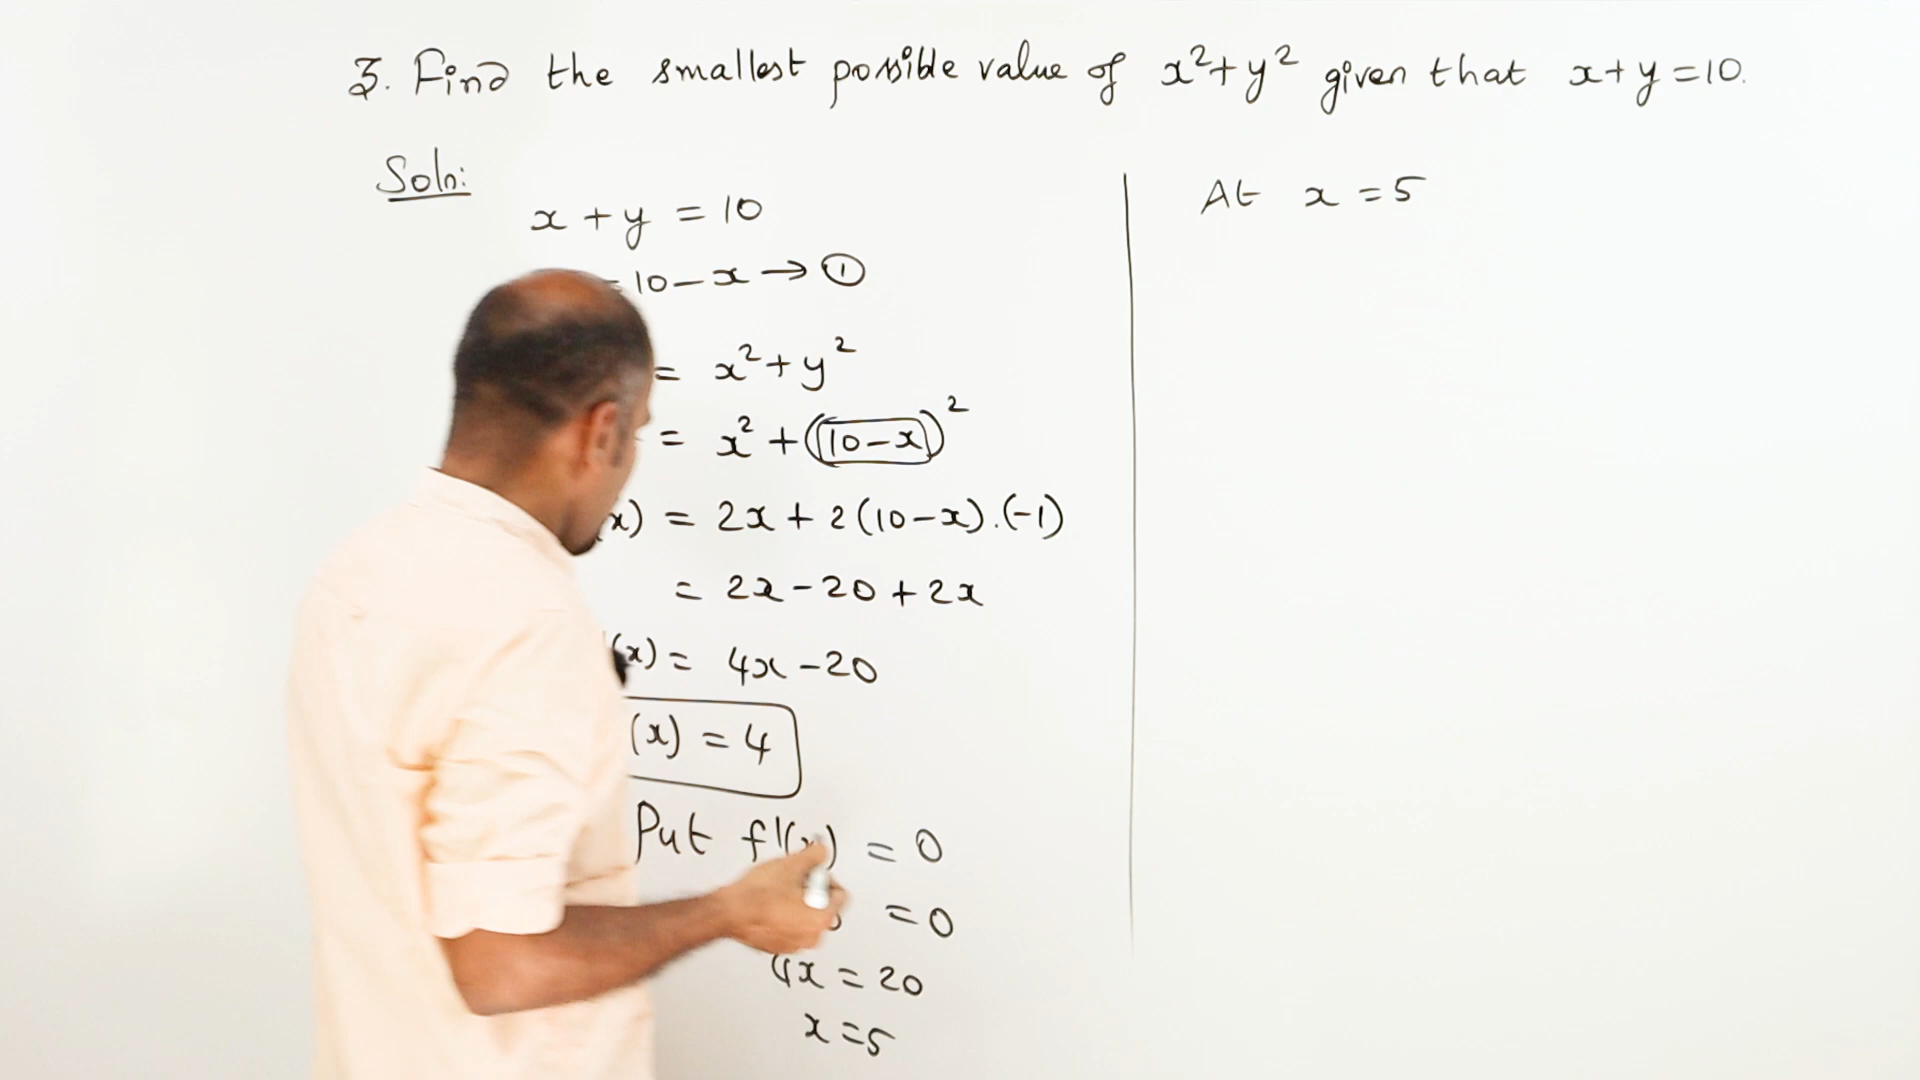 3. Find the smallest possible value of x²+y² given that x+y=10.
Soln:
x + y = 10
= 10 – x → ①
= x² + y²
= x² + (10 – x)²
x) = 2x + 2(10 – x).(-1)
= 2x – 20 + 2x
(x) = 4x – 20
(x) = 4
Put f'(x) = 0
= 0
4x = 20
x = 5
At x = 5